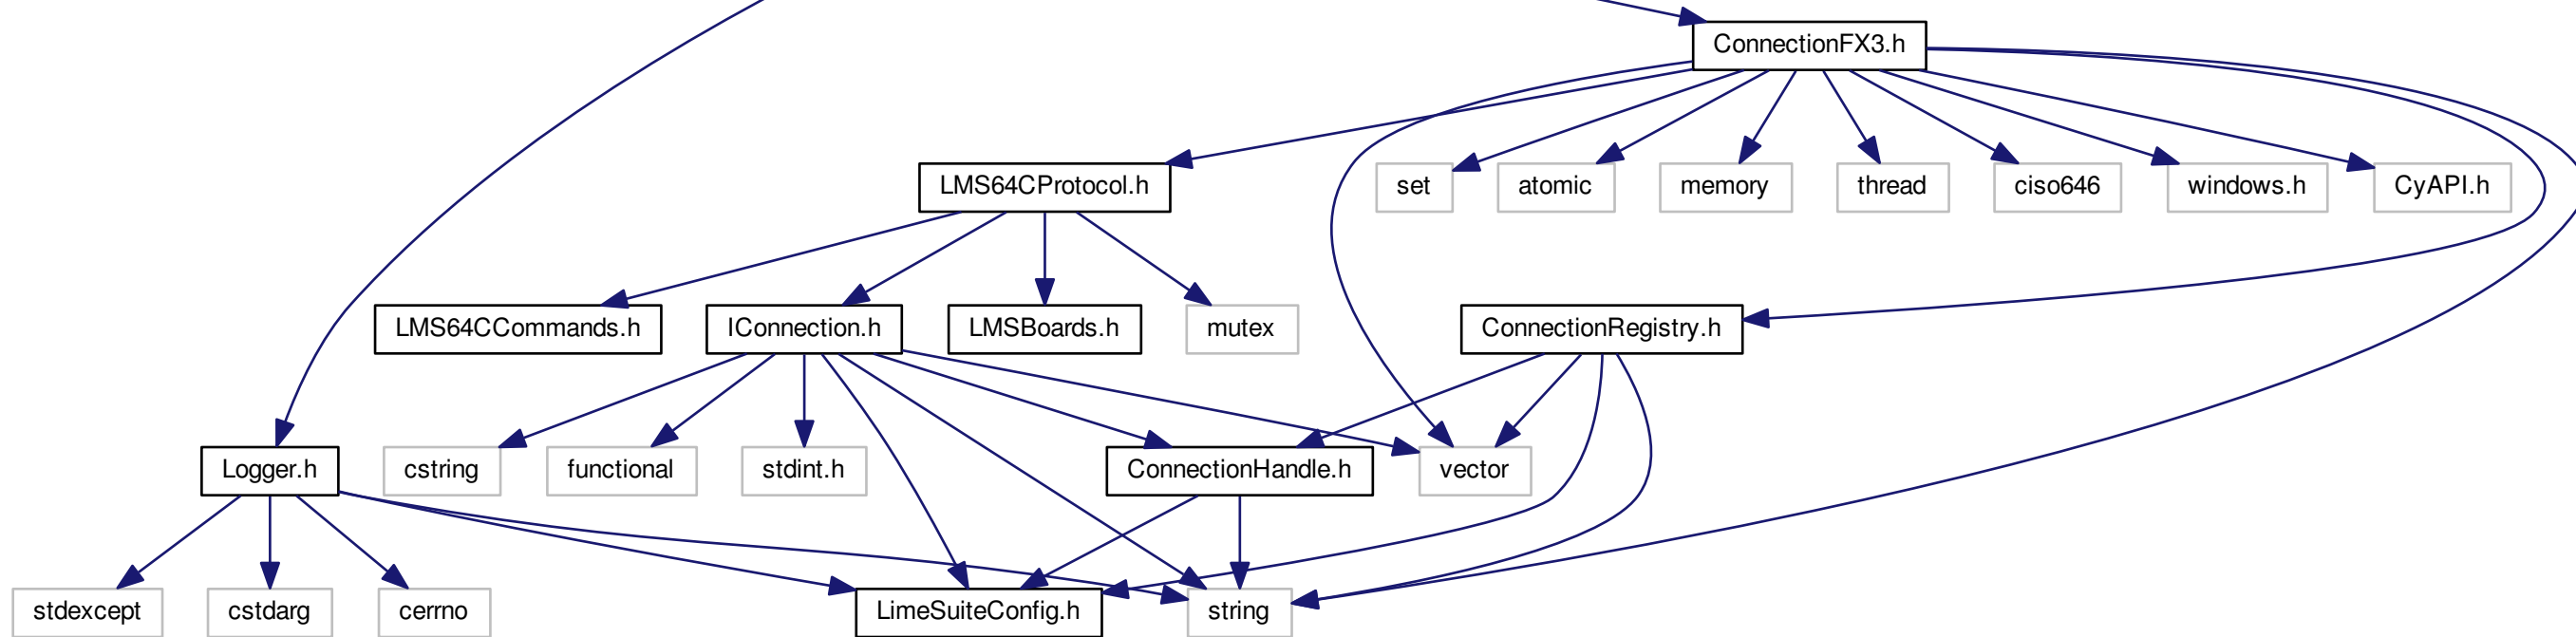 ConnectionFX3.h
LMS64CProtocol.h
set
atomic
memory
thread
ciso646
windows.h
CyAPI.h
LMS64CCommands.h
IConnection.h
LMSBoards.h
mutex
ConnectionRegistry.h
Logger.h
cstring
functional
stdint.h
ConnectionHandle.h
vector
stdexcept
cstdarg
cerrno
LimeSuiteConfig.h
string